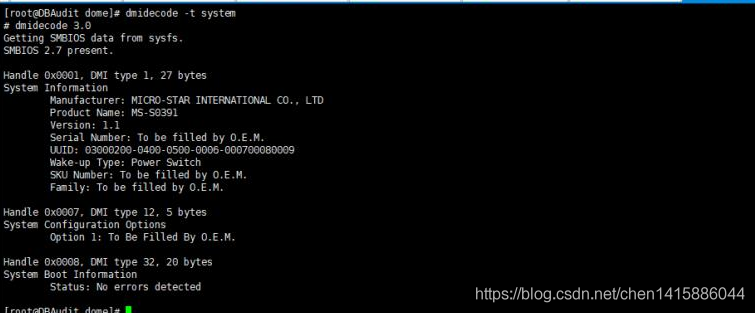 [root@DBAudit dome]# dmidecode -t system
# dmidecode 3.0
Getting SMBIOS data from sysfs.
SMBIOS 2.7 present.
Handle 0x0001, DMI type 1, 27 bytes
System Information
Manufacturer: MICRO-STAR INTERNATIONAL CO., LTD
Product Name: MS-S0391
Version: 1.1
Serial Number: To be filled by O.E.M.
UUID: 03000200-0400-0500-0006-000700080009
Wake-up Type: Power Switch
SKU Number: To be filled by O.E.M.
Family: To be filled by O.E.M.
Handle 0x0007, DMI type 12, 5 bytes
System Configuration Options
Option 1: To Be Filled By O.E.M.
Handle 0x0008, DMI type 32, 20 bytes
System Boot Information
Status: No errors detected
https://blog.csdn.net/chen1415886044
[root@DBAudit dome]#